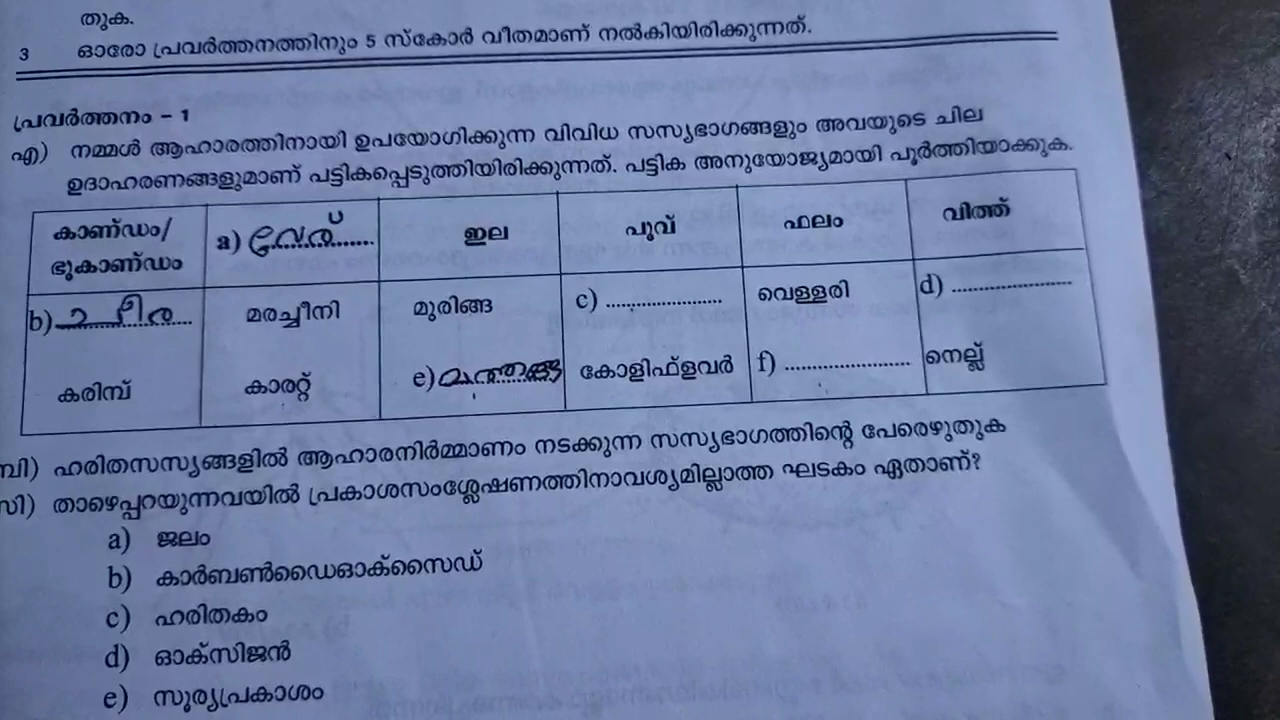 തുക.
3 ഓരോ പ്രവർത്തനത്തിനും 5 സ്കോർ വീതമാണ് നൽകിയിരിക്കുന്നത്.
പ്രവർത്തനം – 1
എ) നമ്മൾ ആഹാരത്തിനായി ഉപയോഗിക്കുന്ന വിവിധ സസ്യഭാഗങ്ങളും അവയുടെ ചില
ഉദാഹരണങ്ങളുമാണ് പട്ടികപ്പെടുത്തിയിരിക്കുന്നത്. പട്ടിക അനുയോജ്യമായി പൂർത്തിയാക്കുക.
കാണ്ഡം/ a) വേര് ഇല പൂവ് ഫലം വിത്ത്
ഭൂകാണ്ഡം
b) ചീര മരച്ചീനി മുരിങ്ങ c) .................... വെള്ളരി d) ....................
കരിമ്പ് കാരറ്റ് e) മത്തങ്ങ കോളിഫ്ളവർ f) .................... നെല്ല്
ബി) ഹരിതസസ്യങ്ങളിൽ ആഹാരനിർമ്മാണം നടക്കുന്ന സസ്യഭാഗത്തിന്റെ പേരെഴുതുക
സി) താഴെപ്പറയുന്നവയിൽ പ്രകാശസംശ്ലേഷണത്തിനാവശ്യമില്ലാത്ത ഘടകം ഏതാണ്?
a) ജലം
b) കാർബൺഡൈഓക്സൈഡ്
c) ഹരിതകം
d) ഓക്സിജൻ
e) സൂര്യപ്രകാശം